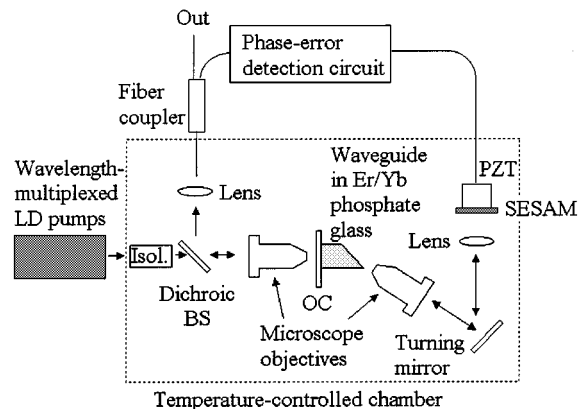 Out
Phase-error
detection circuit
Fiber
coupler
Wavelength-
multiplexed
LD pumps
Lens
Waveguide
in Er/Yb
phosphate
glass
PZT
SESAM
Lens
Isol.
Dichroic
BS
OC
Microscope
objectives
Turning
mirror
Temperature-controlled chamber